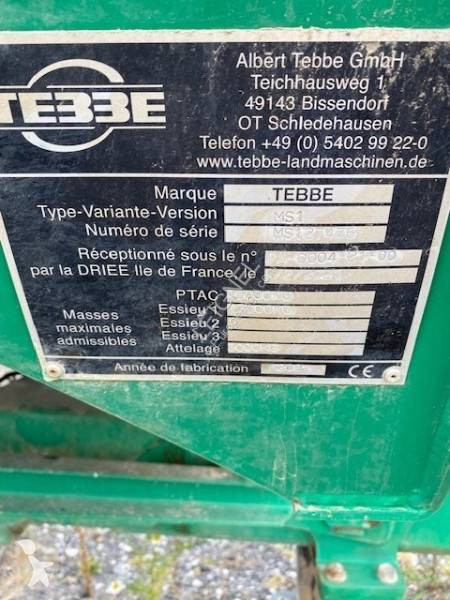 TEBBE
Albert Tebbe GmbH
Teichhausweg 1
49143 Bissendorf
OT Schledehausen
Telefon +49 (0) 5402 99 22-0
www.tebbe-landmaschinen.de
Marque TEBBE
Type-Variante-Version MS1
Numéro de série
Réceptionné sous le n°
par la DRIEE Ile de France, le
PTAC
Masses maximales admissibles
Essieu 1
Essieu 2
Essieu 3
Attelage
Année de fabrication CE